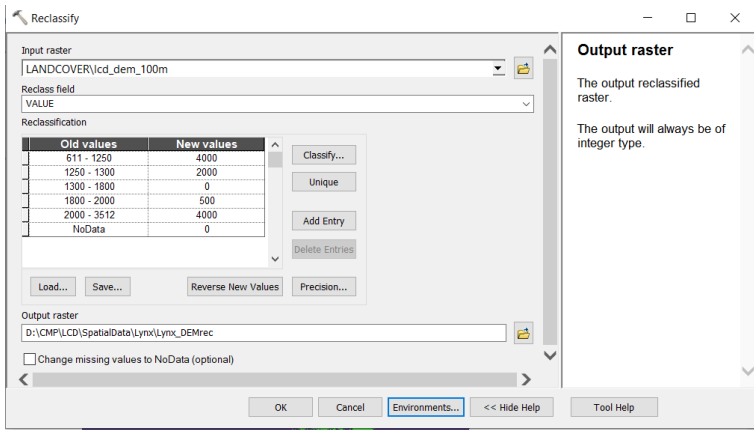 Reclassify
Input raster
LANDCOVER\lcd_dem_100m
Reclass field
VALUE
Reclassification
Old values New values
611 - 1250 4000
1250 - 1300 2000
1300 - 1800 0
1800 - 2000 500
2000 - 3512 4000
NoData 0
Classify...
Unique
Add Entry
Delete Entries
Load... Save... Reverse New Values Precision...
Output raster
D:\CMP\LCD\SpatialData\Lynx\Lynx_DEMrec
Change missing values to NoData (optional)
OK Cancel Environments... << Hide Help Tool Help
Output raster
The output reclassified
raster.
The output will always be of
integer type.